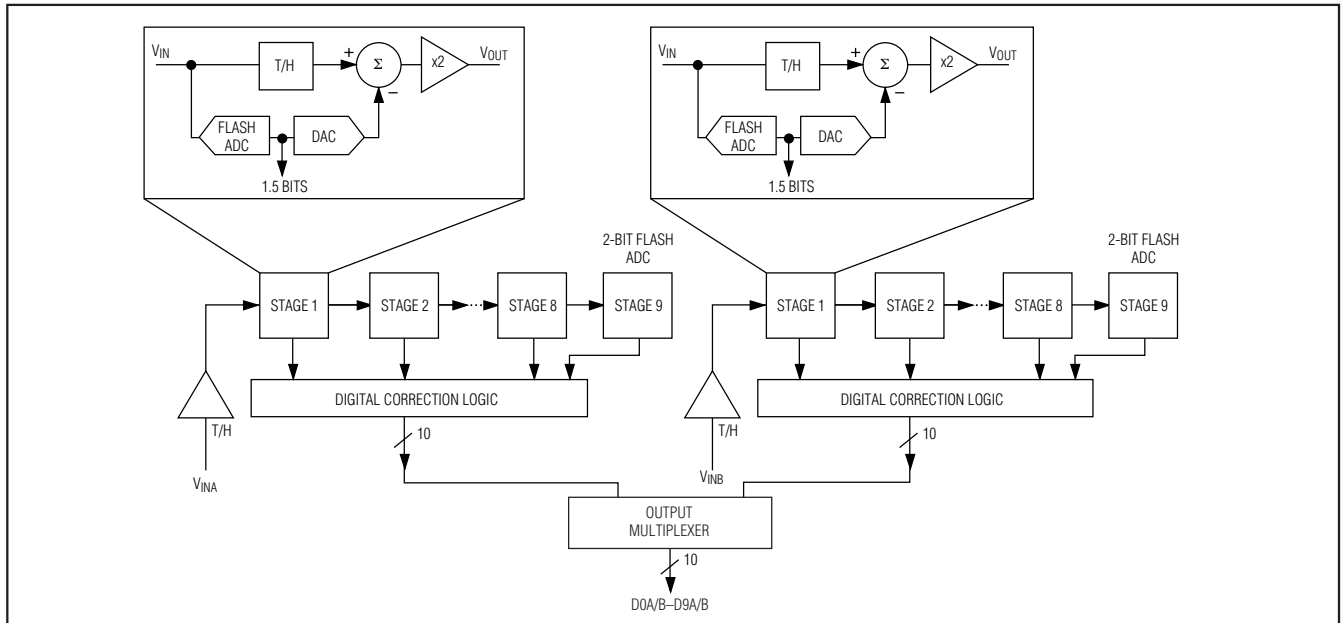 VIN
T/H
+
Σ
–
x2
VOUT
FLASH
ADC
DAC
1.5 BITS
VIN
T/H
+
Σ
–
x2
VOUT
FLASH
ADC
DAC
1.5 BITS
2-BIT FLASH
ADC
STAGE 1
STAGE 2
...
STAGE 8
STAGE 9
2-BIT FLASH
ADC
STAGE 1
STAGE 2
...
STAGE 8
STAGE 9
DIGITAL CORRECTION LOGIC
T/H
10
VINA
DIGITAL CORRECTION LOGIC
T/H
10
VINB
OUTPUT
MULTIPLEXER
10
D0A/B–D9A/B